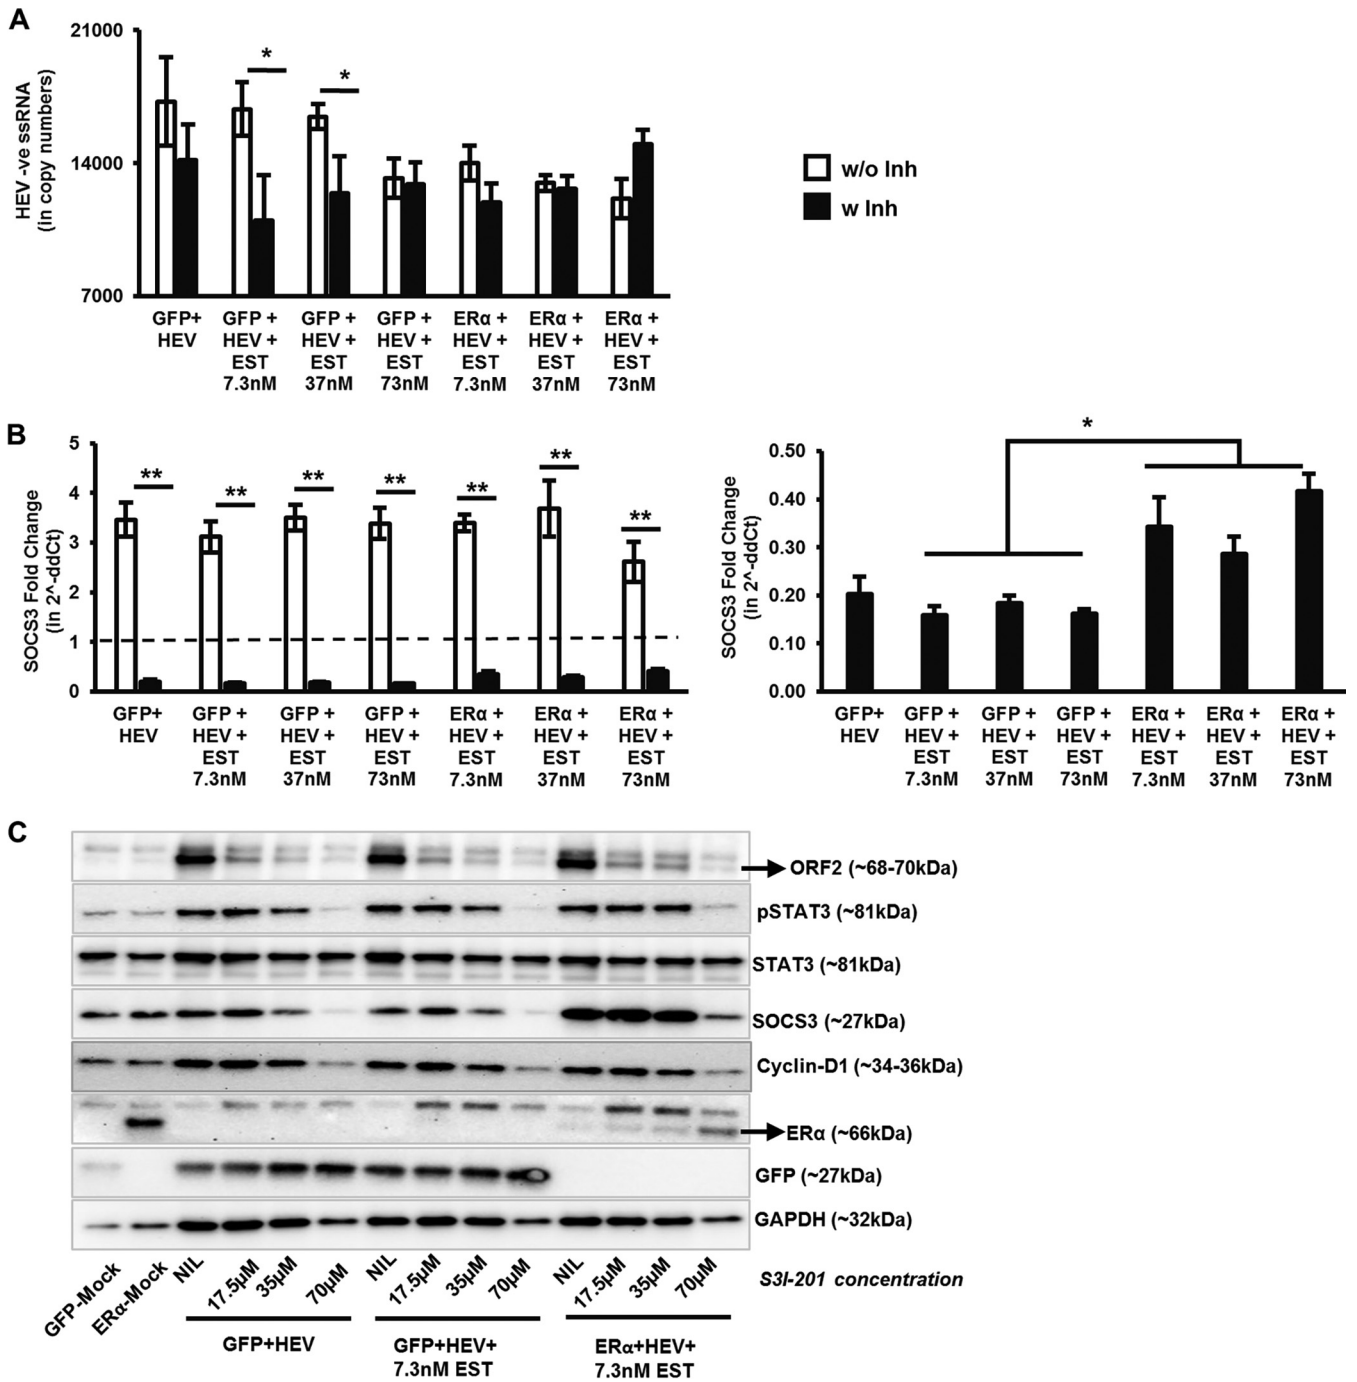 A
HEV -ve ssRNA
(in copy numbers)
21000
14000
7000
*
*
w/o Inh
w Inh
GFP+
HEV
GFP +
HEV +
EST
7.3nM
GFP +
HEV +
EST
37nM
GFP +
HEV +
EST
73nM
ERα +
HEV +
EST
7.3nM
ERα +
HEV +
EST
37nM
ERα +
HEV +
EST
73nM
B
SOCS3 Fold Change
(in 2^-ddCt)
5
4
3
2
1
0
**
**
**
**
**
**
**
GFP+
HEV
GFP +
HEV +
EST
7.3nM
GFP +
HEV +
EST
37nM
GFP +
HEV +
EST
73nM
ERα +
HEV +
EST
7.3nM
ERα +
HEV +
EST
37nM
ERα +
HEV +
EST
73nM
SOCS3 Fold Change
(in 2^-ddCt)
0.50
0.40
0.30
0.20
0.10
0.00
*
GFP+
HEV
GFP +
HEV +
EST
7.3nM
GFP +
HEV +
EST
37nM
GFP +
HEV +
EST
73nM
ERα +
HEV +
EST
7.3nM
ERα +
HEV +
EST
37nM
ERα +
HEV +
EST
73nM
C
ORF2 (~68-70kDa)
pSTAT3 (~81kDa)
STAT3 (~81kDa)
SOCS3 (~27kDa)
Cyclin-D1 (~34-36kDa)
ERα (~66kDa)
GFP (~27kDa)
GAPDH (~32kDa)
GFP-Mock
ERα-Mock
NIL
17.5µM
35µM
70µM
NIL
17.5µM
35µM
70µM
NIL
17.5µM
35µM
70µM
S3I-201 concentration
GFP+HEV
GFP+HEV+
7.3nM EST
ERα+HEV+
7.3nM EST